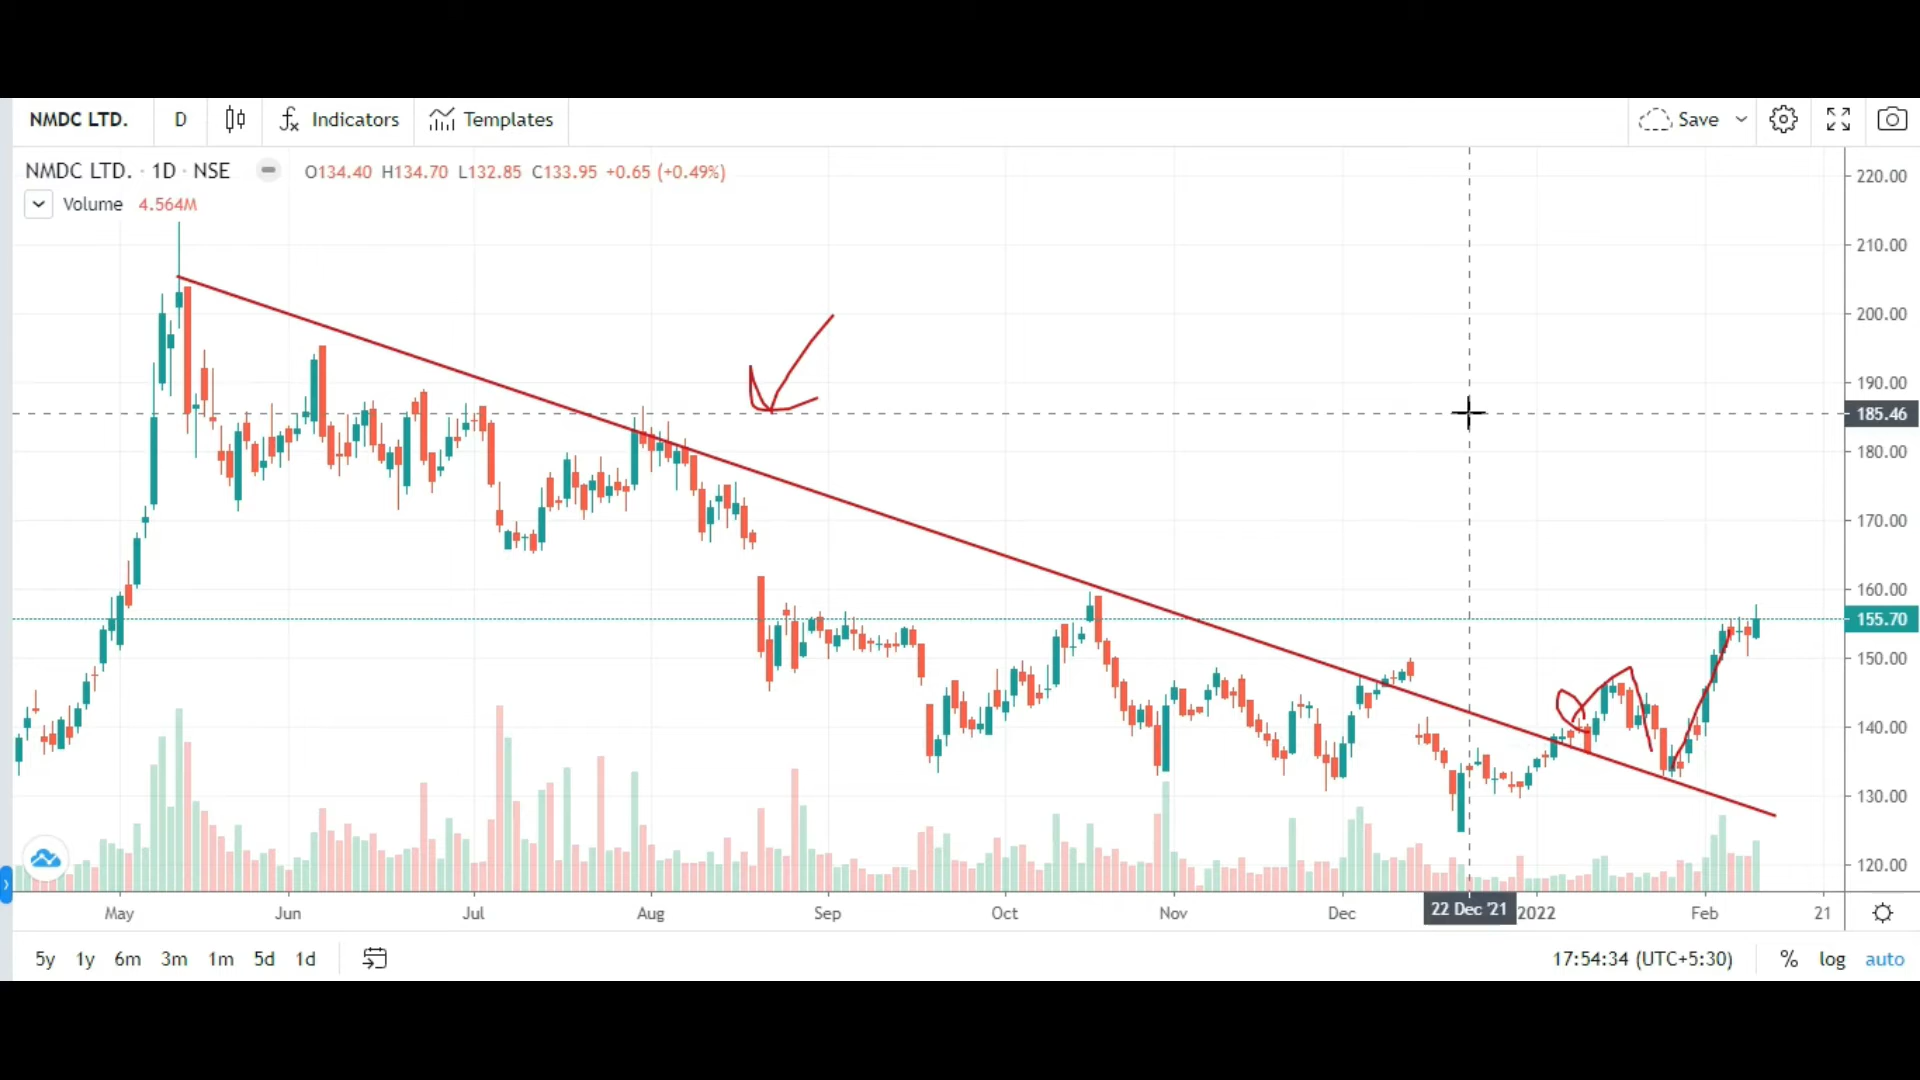 NMDC LTD. D Indicators Templates Save
NMDC LTD. · 1D · NSE O134.40 H134.70 L132.85 C133.95 +0.65 (+0.49%)
Volume 4.564M
220.00
210.00
200.00
190.00
185.46
180.00
170.00
160.00
155.70
150.00
140.00
130.00
120.00
May Jun Jul Aug Sep Oct Nov Dec 22 Dec '21 2022 Feb 21
5y 1y 6m 3m 1m 5d 1d 17:54:34 (UTC+5:30) % log auto